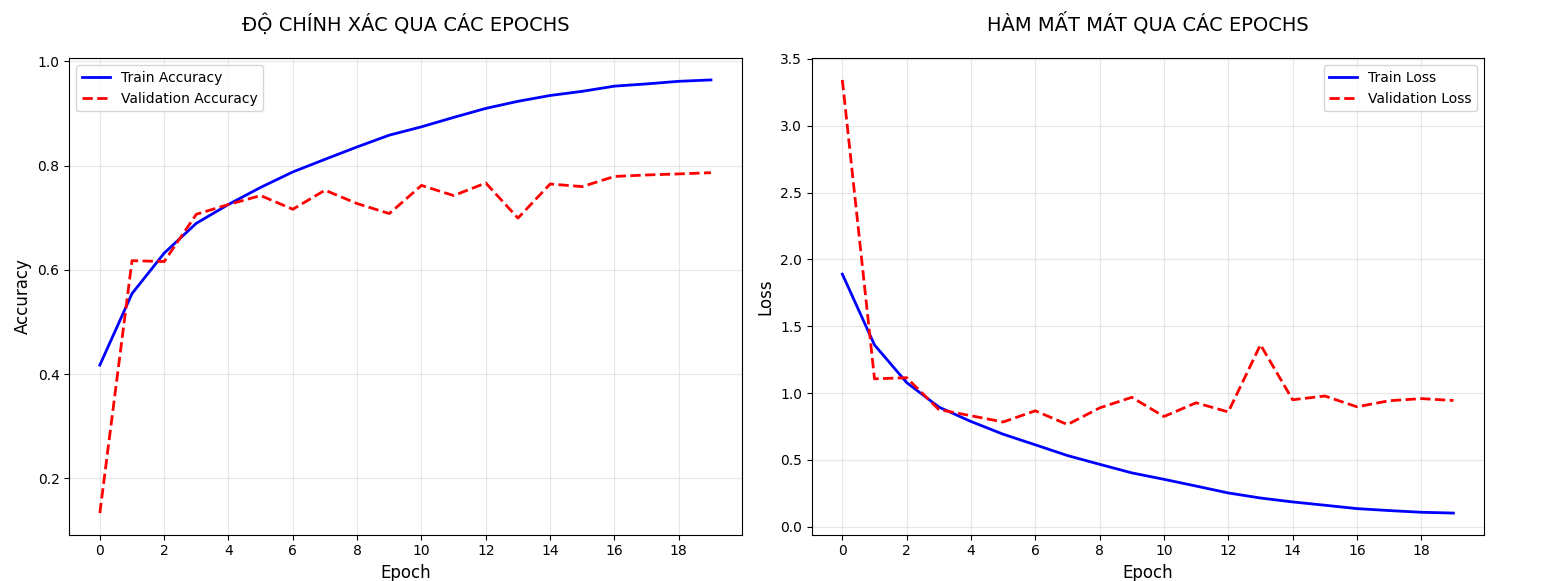 ĐỘ CHÍNH XÁC QUA CÁC EPOCHS
Train Accuracy
Validation Accuracy
1.0
0.8
0.6
0.4
0.2
Accuracy
0 2 4 6 8 10 12 14 16 18
Epoch
HÀM MẤT MÁT QUA CÁC EPOCHS
Train Loss
Validation Loss
3.5
3.0
2.5
2.0
1.5
1.0
0.5
0.0
Loss
0 2 4 6 8 10 12 14 16 18
Epoch